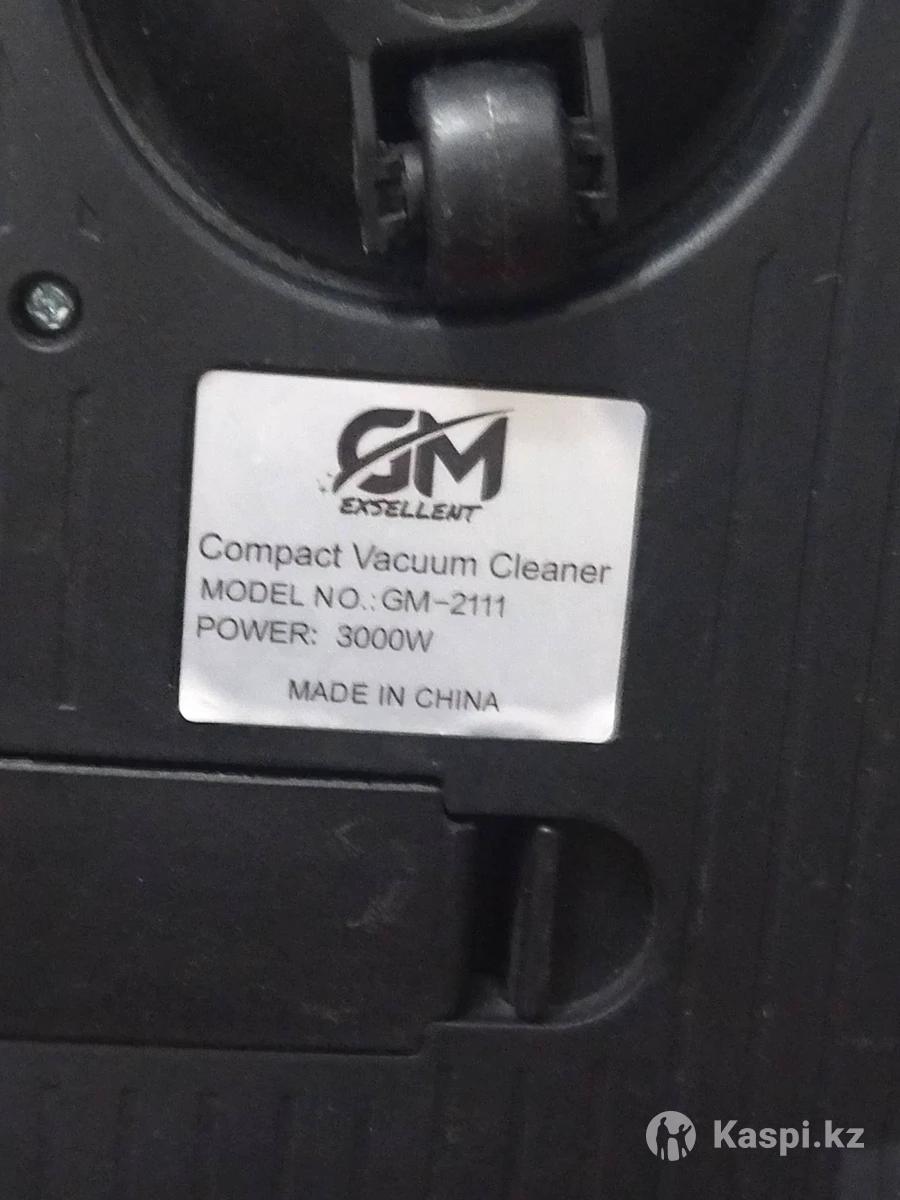 GM
EXSELLENT
Compact Vacuum Cleaner
MODEL NO.: GM-2111
POWER: 3000W
MADE IN CHINA
Kaspi.kz